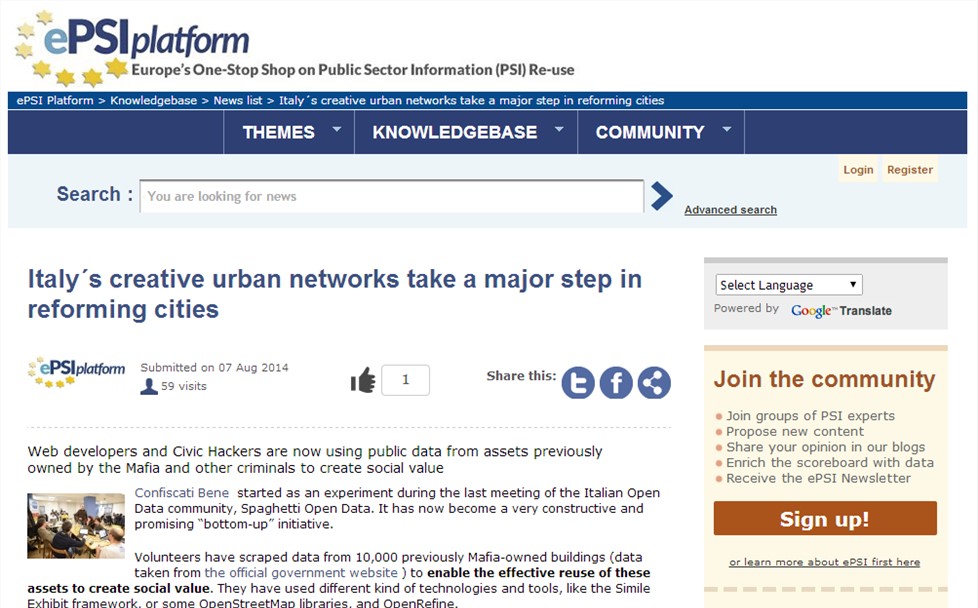 ePSIplatform
Europe's One-Stop Shop on Public Sector Information (PSI) Re-use
ePSI Platform > Knowledgebase > News list > Italy´s creative urban networks take a major step in reforming cities
THEMES KNOWLEDGEBASE COMMUNITY
Login Register
Search : You are looking for news
Advanced search
Italy´s creative urban networks take a major step in
reforming cities
ePSIplatform
Submitted on 07 Aug 2014
59 visits
1
Share this:
Web developers and Civic Hackers are now using public data from assets previously
owned by the Mafia and other criminals to create social value
Confiscati Bene started as an experiment during the last meeting of the Italian Open
Data community, Spaghetti Open Data. It has now become a very constructive and
promising “bottom-up” initiative.
Volunteers have scraped data from 10,000 previously Mafia-owned buildings (data
taken from the official government website ) to enable the effective reuse of these
assets to create social value. They have used different kind of technologies and tools, like the Simile
Exhibit framework, or some OpenStreetMap libraries, and OpenRefine.
Select Language
Powered by Google™ Translate
Join the community
Join groups of PSI experts
Propose new content
Share your opinion in our blogs
Enrich the scoreboard with data
Receive the ePSI Newsletter
Sign up!
or learn more about ePSI first here